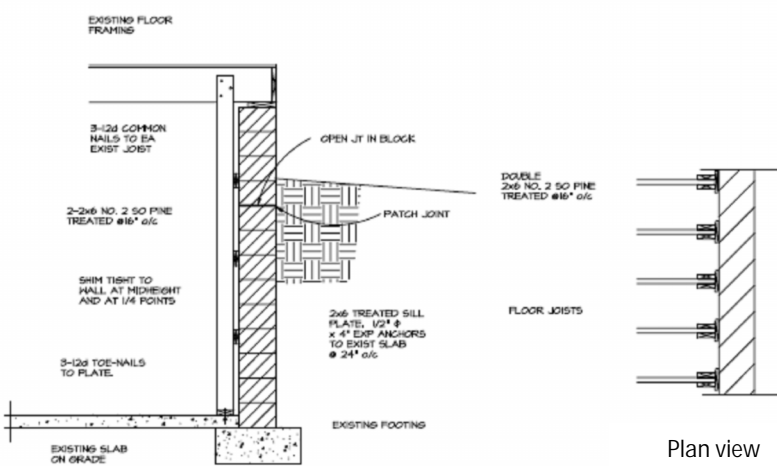 EXISTING FLOOR
FRAMING
3-12d COMMON
NAILS TO EA
EXIST JOIST
OPEN JT IN BLOCK
2-2x6 NO. 2 SO PINE
TREATED @16" o/c
PATCH JOINT
SHIM TIGHT TO
WALL AT MIDHEIGHT
AND AT 1/4 POINTS
2x6 TREATED SILL
PLATE, 1/2" ϕ
x 4" EXP ANCHORS
TO EXIST SLAB
@ 24" o/c
3-12d TOE-NAILS
TO PLATE.
EXISTING FOOTING
EXISTING SLAB
ON GRADE
DOUBLE
2x6 NO. 2 SO PINE
TREATED @16" o/c
FLOOR JOISTS
Plan view